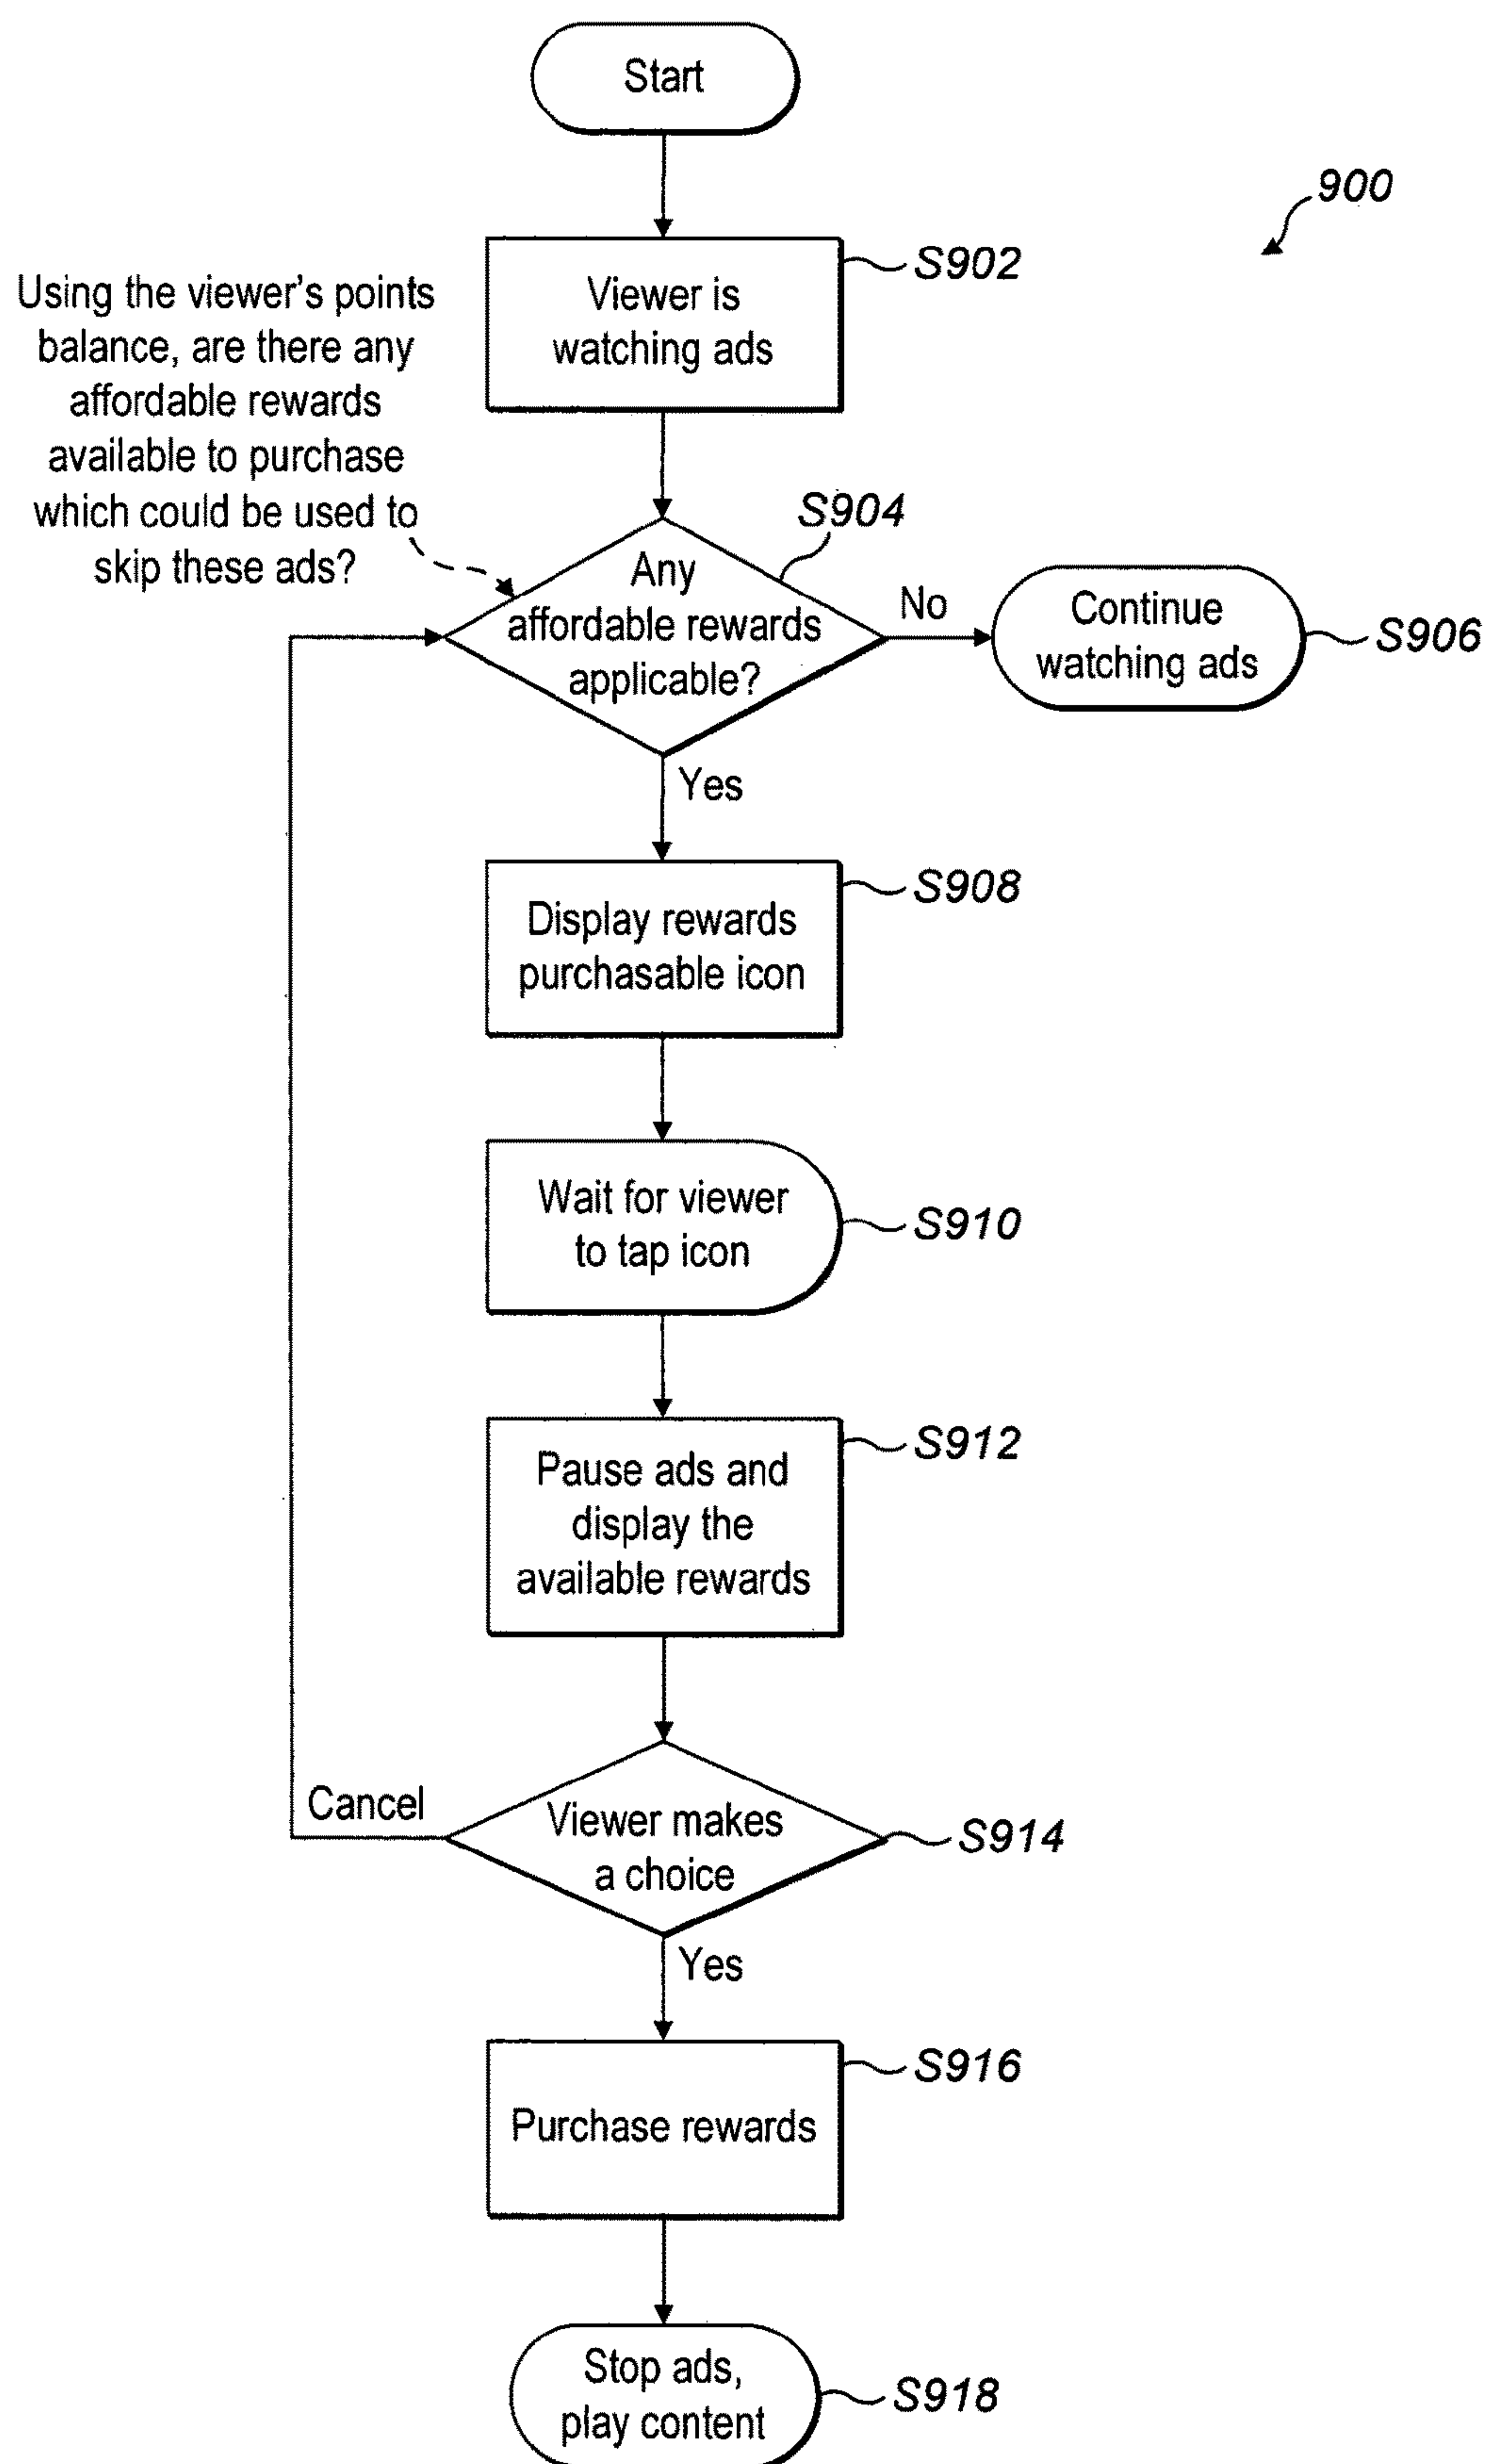 Start
900
S902
Viewer is
watching ads
Using the viewer's points
balance, are there any
affordable rewards
available to purchase
which could be used to
skip these ads?
S904
Any
affordable rewards
applicable?
No
Continue
watching ads
S906
Yes
S908
Display rewards
purchasable icon
Wait for viewer
to tap icon
S910
S912
Pause ads and
display the
available rewards
Cancel
Viewer makes
a choice
S914
Yes
S916
Purchase rewards
Stop ads,
play content
S918